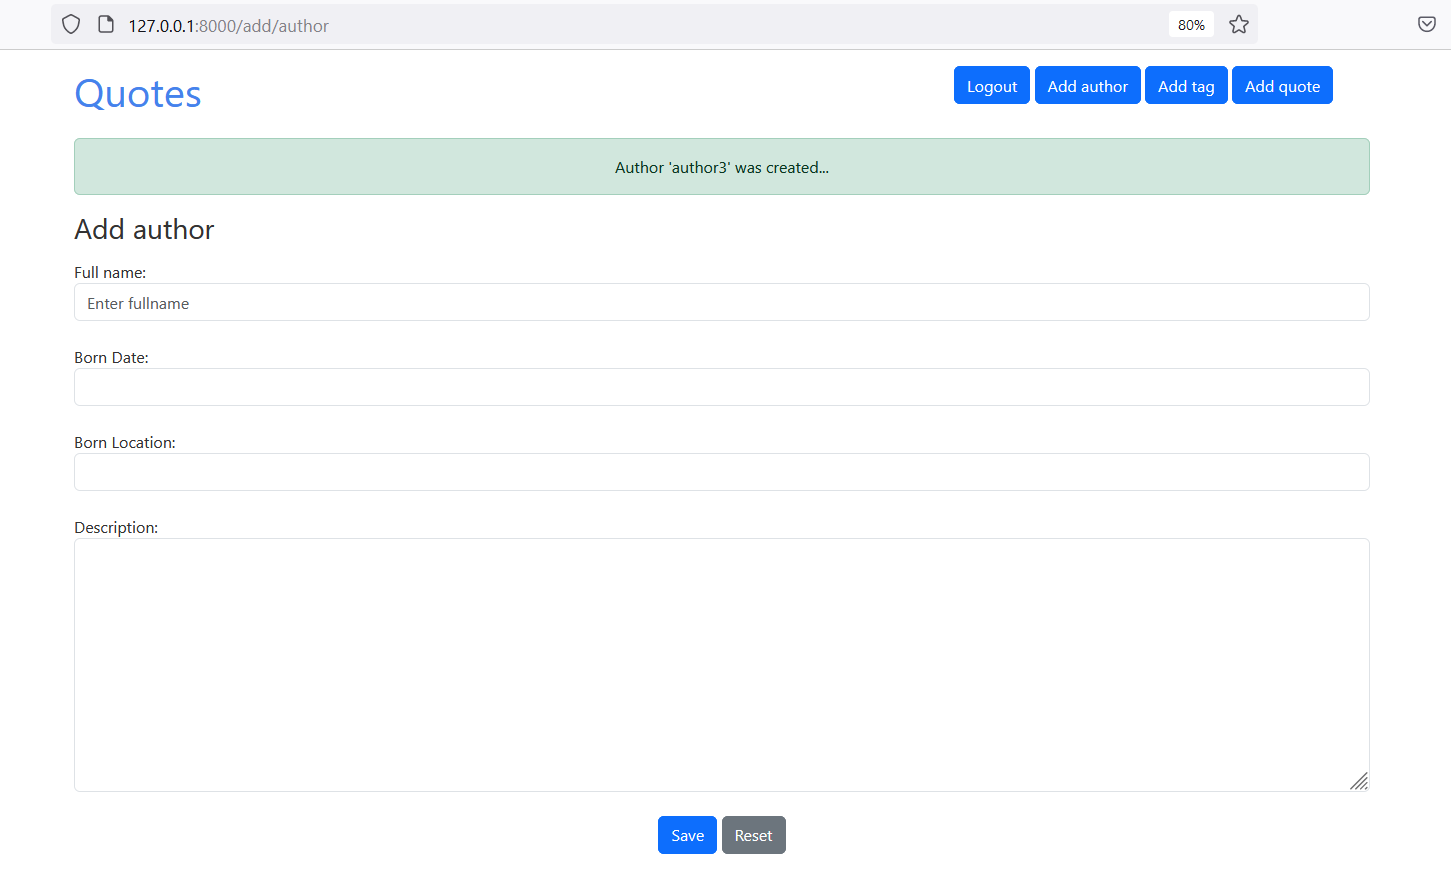 127.0.0.1:8000/add/author 80%
Quotes
Logout Add author Add tag Add quote
Author 'author3' was created...
Add author
Full name:
Enter fullname
Born Date:
Born Location:
Description:
Save Reset